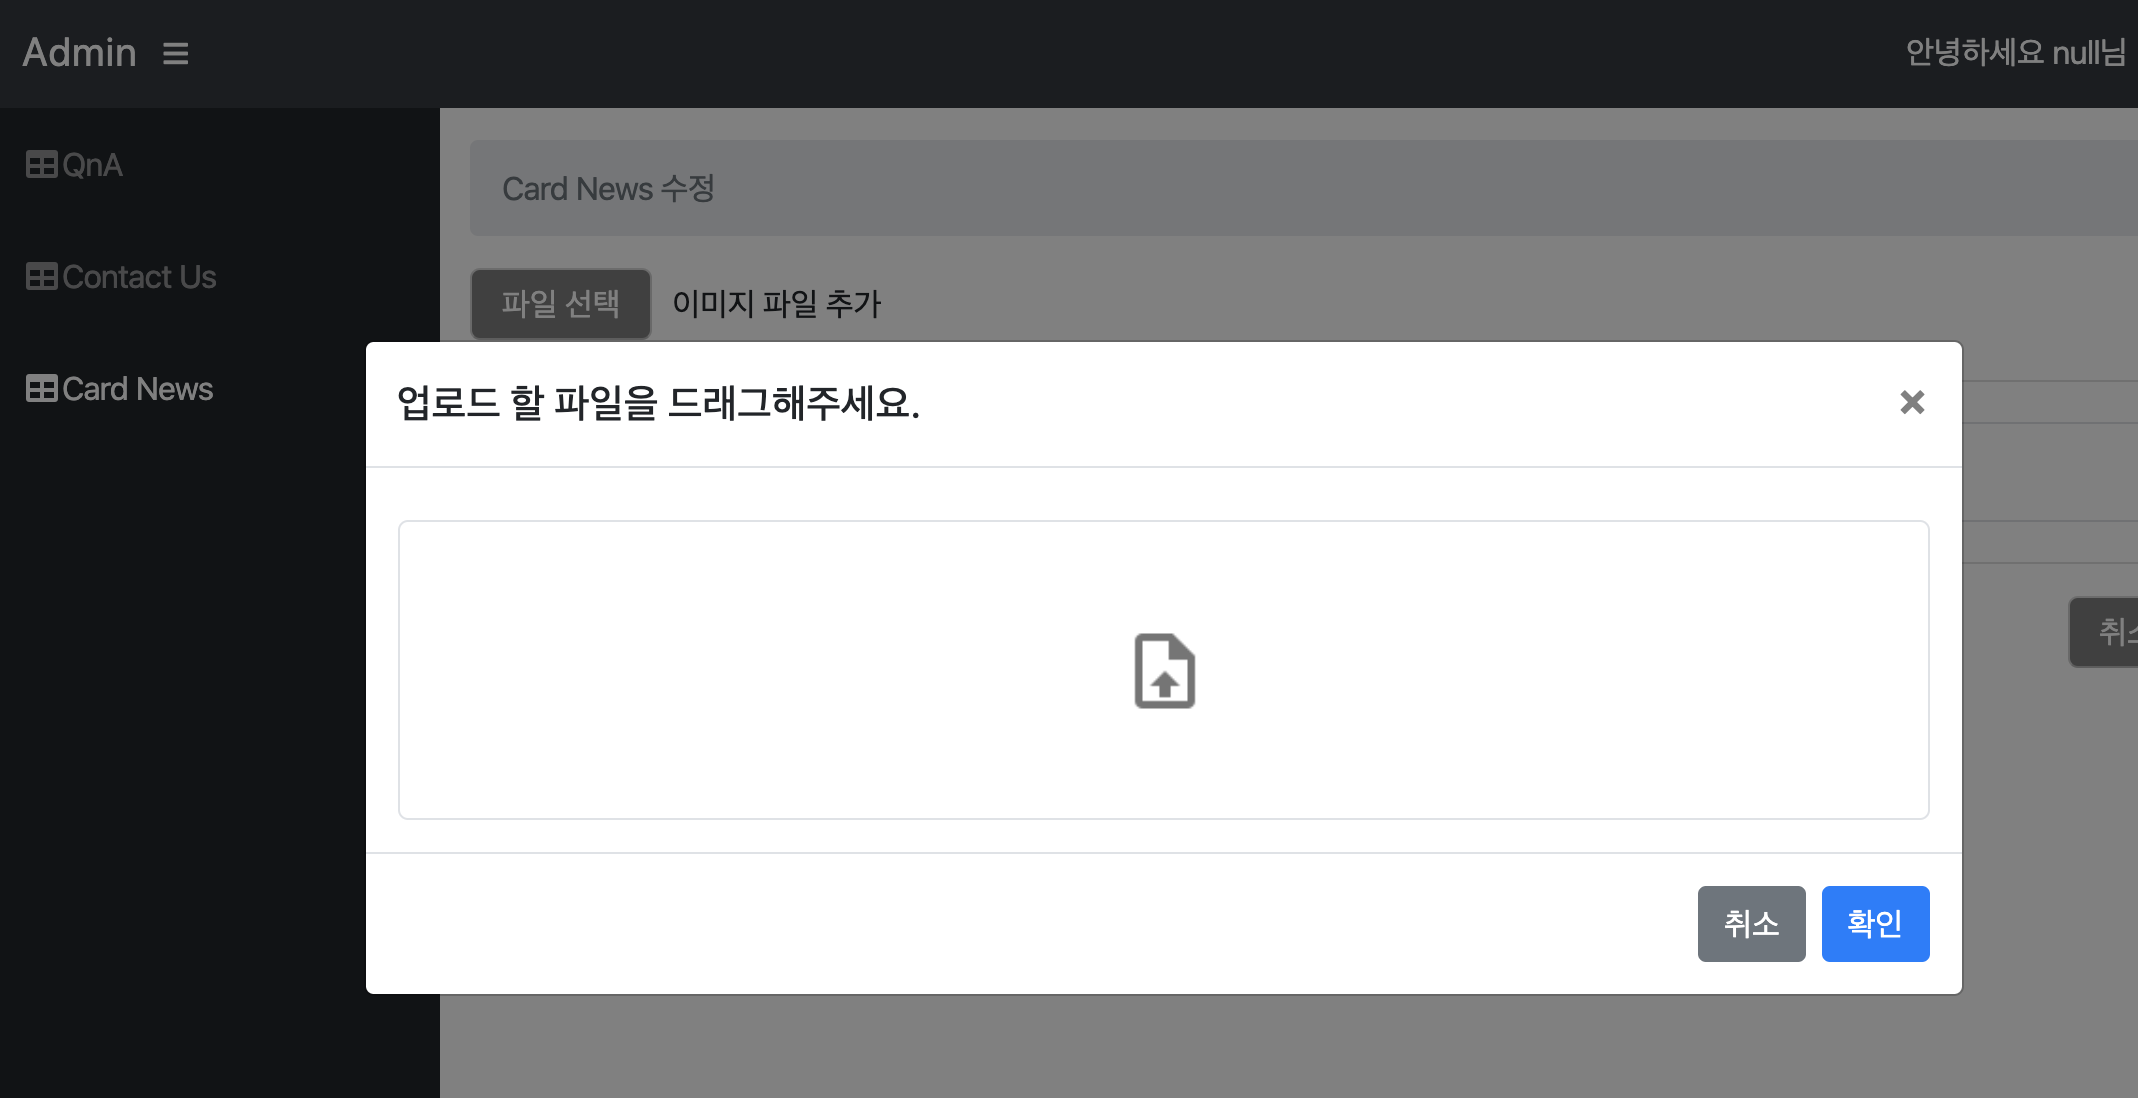 Admin
안녕하세요 null님
QnA
Contact Us
Card News
Card News 수정
파일 선택 이미지 파일 추가
업로드 할 파일을 드래그해주세요.
취소 확인